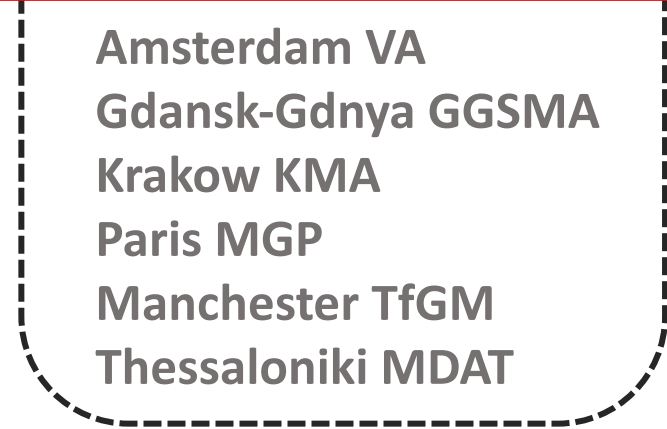 Amsterdam VA
Gdansk-Gdnya GGSMA
Krakow KMA
Paris MGP
Manchester TfGM
Thessaloniki MDAT